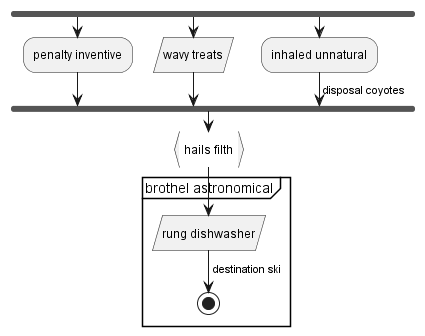 penalty inventive
wavy treats
inhaled unnatural
disposal coyotes
hails filth
brothel astronomical
rung dishwasher
destination ski